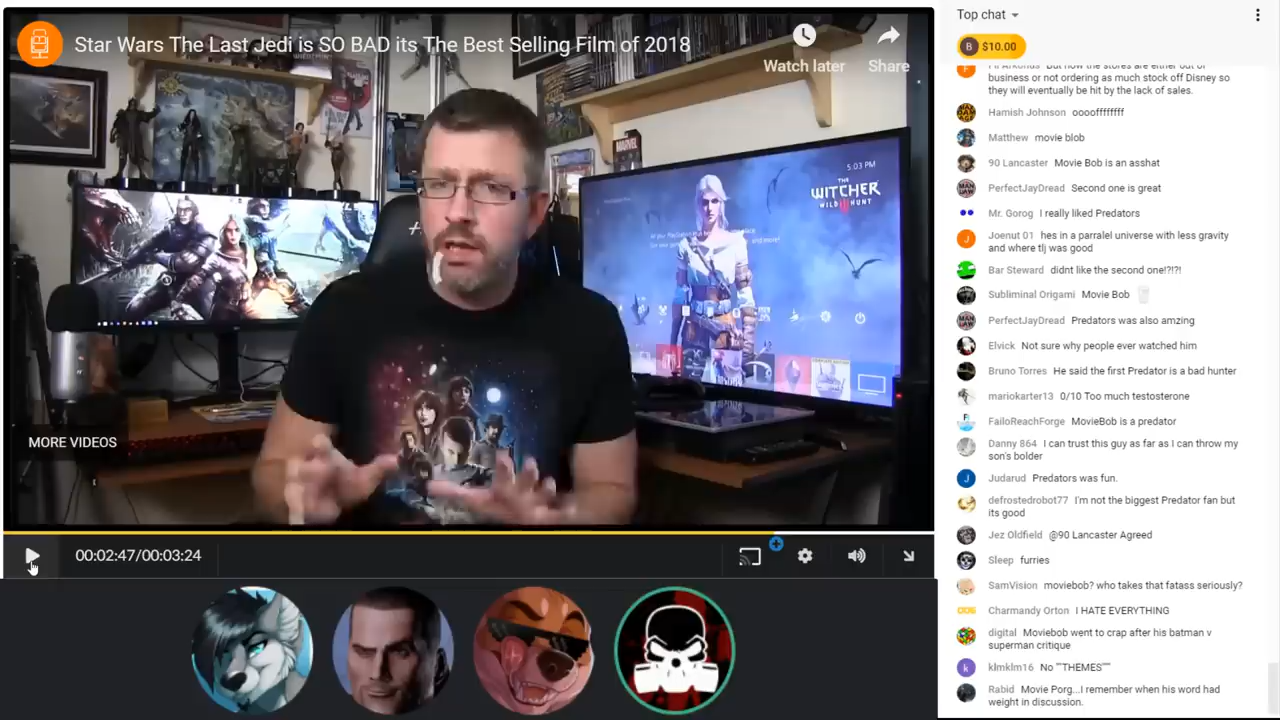 Star Wars The Last Jedi is SO BAD its The Best Selling Film of 2018
Watch later
Share
MARVEL
5:03 PM
THE
WITCHER
WILD HUNT
MORE VIDEOS
00:02:47/00:03:24
Top chat
B $10.00
business or not ordering as much stock off Disney so
they will eventually be hit by the lack of sales.
Hamish Johnson oooofffffff
Matthew movie blob
90 Lancaster Movie Bob is an asshat
PerfectJayDread Second one is great
Mr. Gorog I really liked Predators
Joenut 01 hes in a parralel universe with less gravity
and where tlj was good
Bar Steward didnt like the second one!?!?!
Subliminal Origami Movie Bob
PerfectJayDread Predators was also amzing
Elvick Not sure why people ever watched him
Bruno Torres He said the first Predator is a bad hunter
mariokarter13 0/10 Too much testosterone
FailoReachForge MovieBob is a predator
Danny 864 I can trust this guy as far as I can throw my
son's bolder
Judarud Predators was fun.
defrostedrobot77 I'm not the biggest Predator fan but
its good
Jez Oldfield @90 Lancaster Agreed
Sleep furries
SamVision moviebob? who takes that fatass seriously?
Charmandy Orton I HATE EVERYTHING
digital Moviebob went to crap after his batman v
superman critique
klmklm16 No ""THEMES""
Rabid Movie Porg...I remember when his word had
weight in discussion.